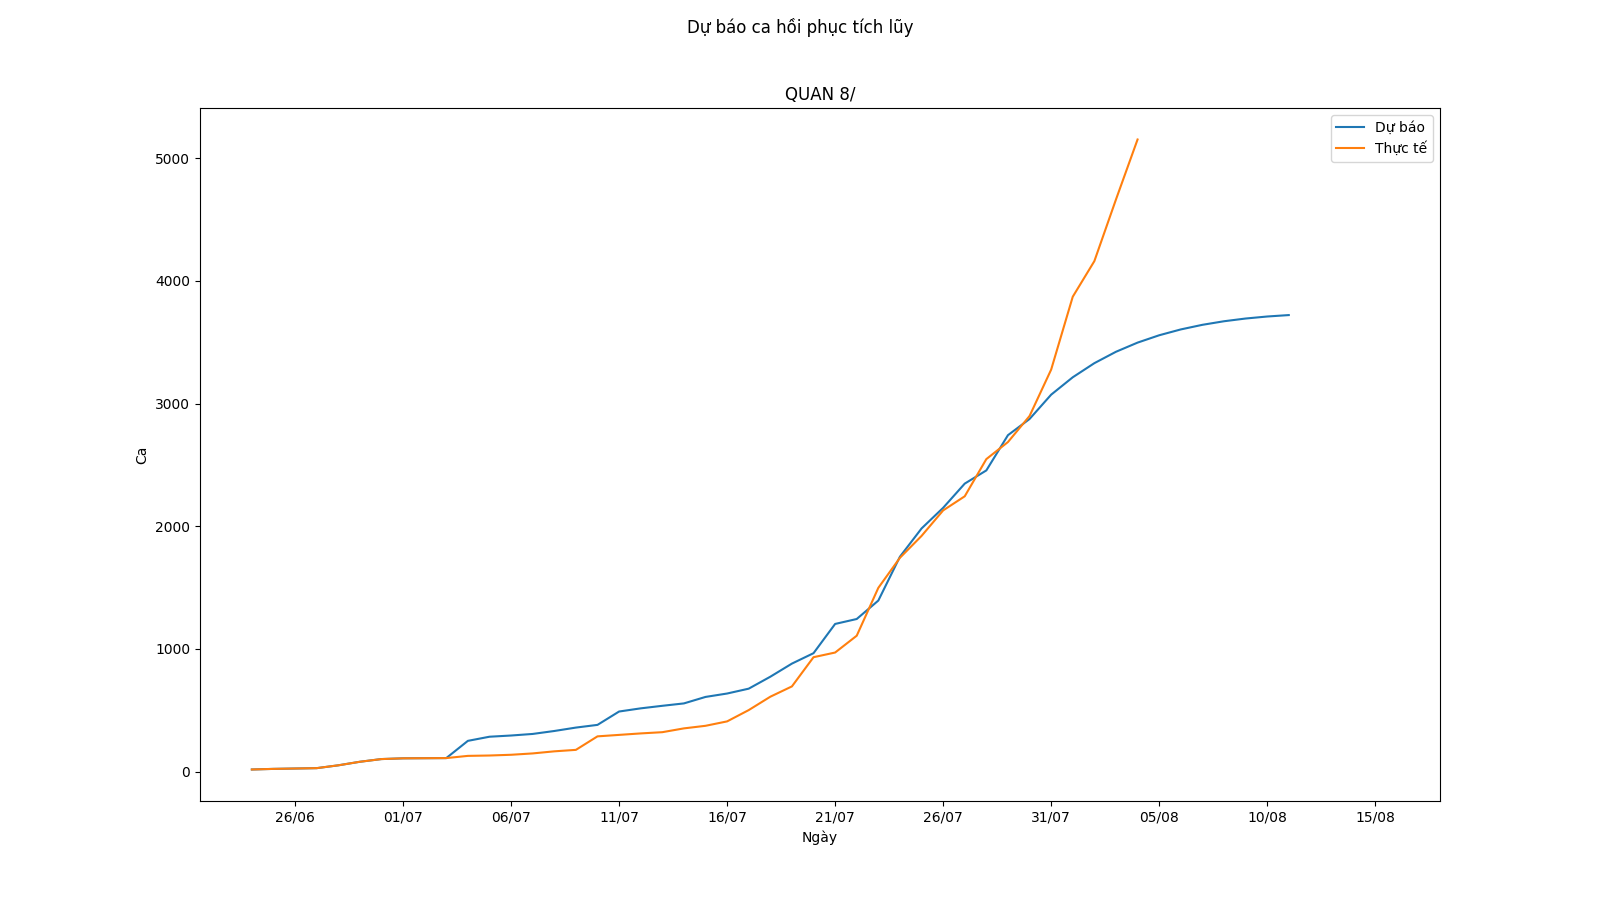 Dự báo ca hồi phục tích lũy
QUAN 8/
Dự báo
Thực tế
5000
4000
3000
2000
1000
0
Ca
26/06 01/07 06/07 11/07 16/07 21/07 26/07 31/07 05/08 10/08 15/08
Ngày